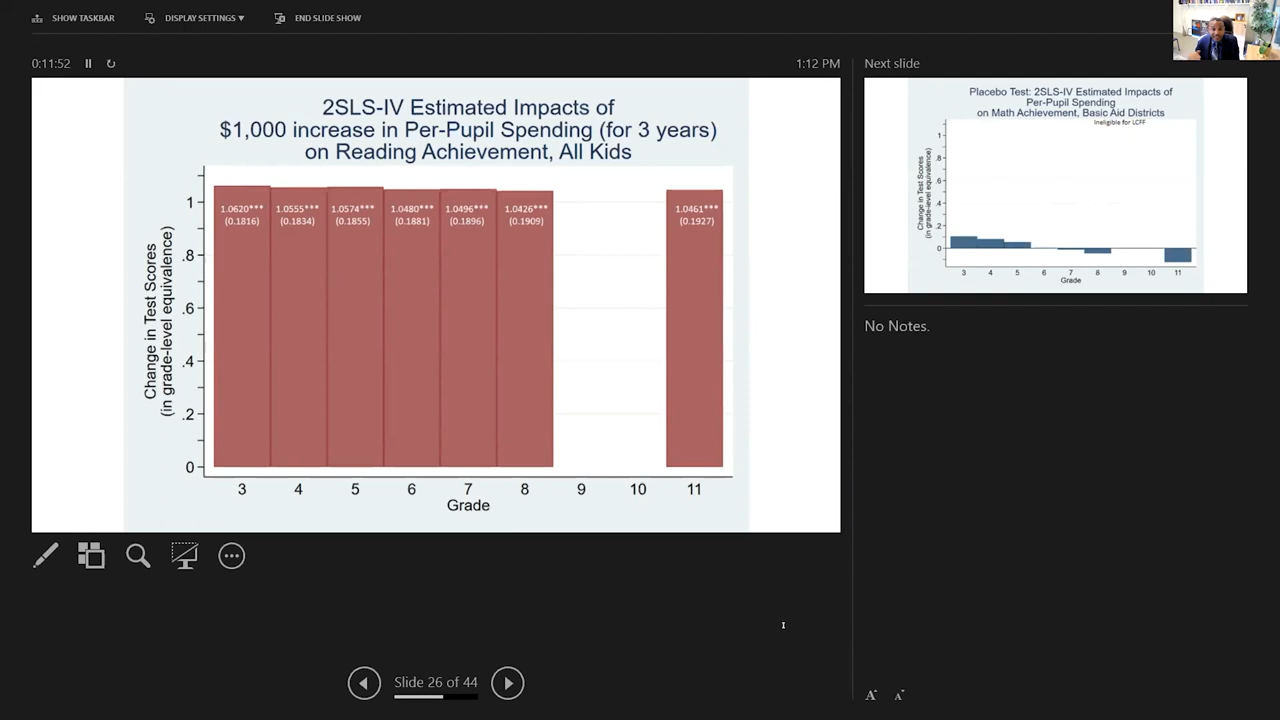 SHOW TASKBAR
DISPLAY SETTINGS ▼
END SLIDE SHOW
0:11:52
1:12 PM
2SLS-IV Estimated Impacts of
$1,000 increase in Per-Pupil Spending (for 3 years)
on Reading Achievement, All Kids
Change in Test Scores
(in grade-level equivalence)
1
.8
.6
.4
.2
0
1.0620*** 1.0555*** 1.0574*** 1.0480*** 1.0496*** 1.0426*** 1.0461***
(0.1816) (0.1834) (0.1855) (0.1881) (0.1896) (0.1909) (0.1927)
3 4 5 6 7 8 9 10 11
Grade
Slide 26 of 44
Next slide
Placebo Test: 2SLS-IV Estimated Impacts of
Per-Pupil Spending
on Math Achievement, Basic Aid Districts
Ineligible for LCFF
Change in Test Scores
(in grade-level equivalence)
1
.8
.6
.4
.2
0
3 4 5 6 7 8 9 10 11
Grade
No Notes.
A A